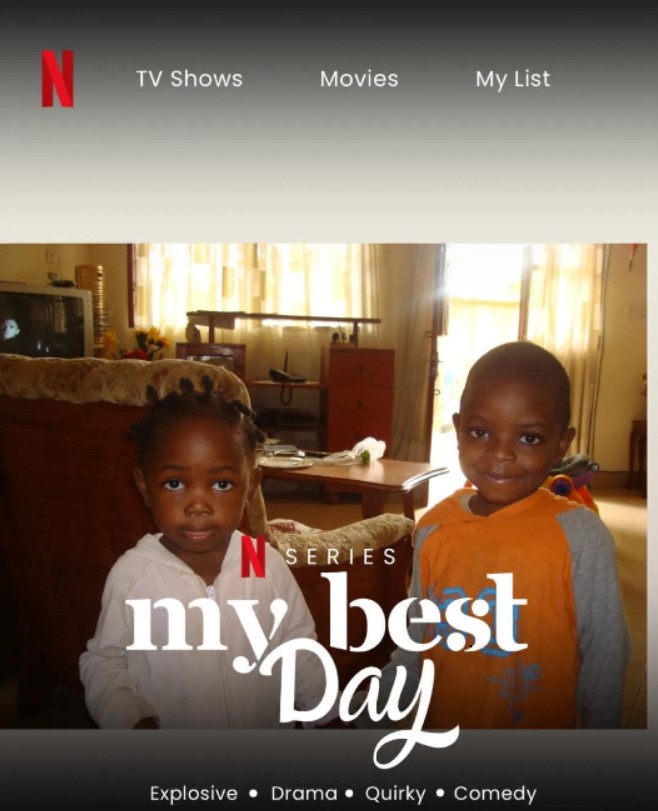 N TV Shows Movies My List
N SERIES
my best
Day
Explosive • Drama • Quirky • Comedy